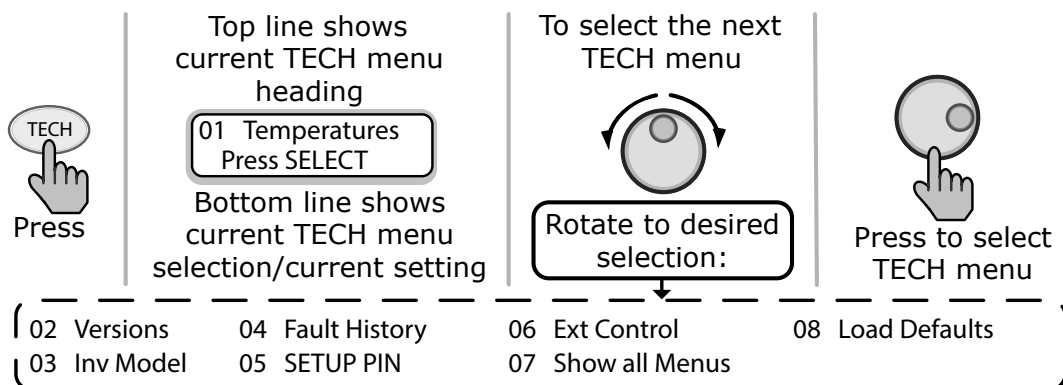 TECH
Press
Top line shows
current TECH menu
heading
01 Temperatures
Press SELECT
Bottom line shows
current TECH menu
selection/current setting
To select the next
TECH menu
Rotate to desired
selection:
Press to select
TECH menu
02 Versions
03 Inv Model
04 Fault History
05 SETUP PIN
06 Ext Control
07 Show all Menus
08 Load Defaults